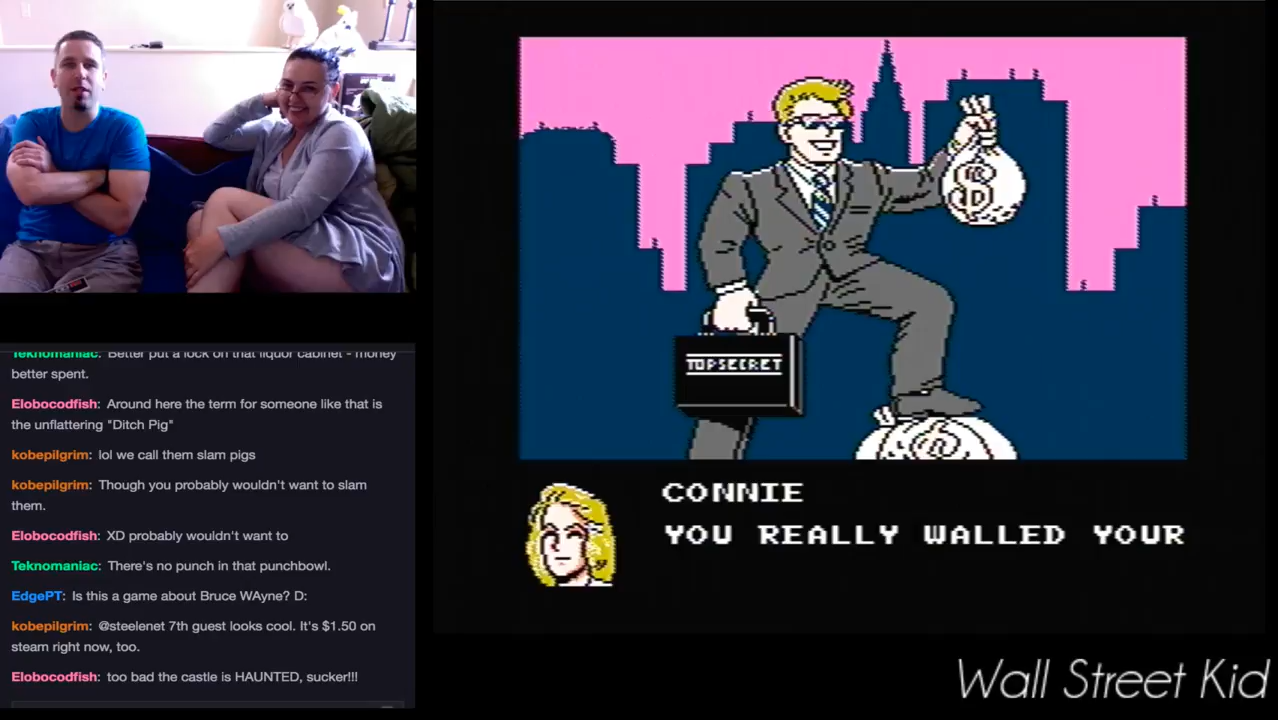 Teknomaniac: Better put a lock on that liquor cabinet - money
better spent.
Elobocodfish: Around here the term for someone like that is
the unflattering "Ditch Pig"
kobepilgrim: lol we call them slam pigs
kobepilgrim: Though you probably wouldn't want to slam
them.
Elobocodfish: XD probably wouldn't want to
Teknomaniac: There's no punch in that punchbowl.
EdgePT: Is this a game about Bruce WAyne? D:
kobepilgrim: @steelenet 7th guest looks cool. It's $1.50 on
steam right now, too.
Elobocodfish: too bad the castle is HAUNTED, sucker!!!
$
TOPSECRET
$
CONNIE
YOU REALLY WALLED YOUR
Wall Street Kid